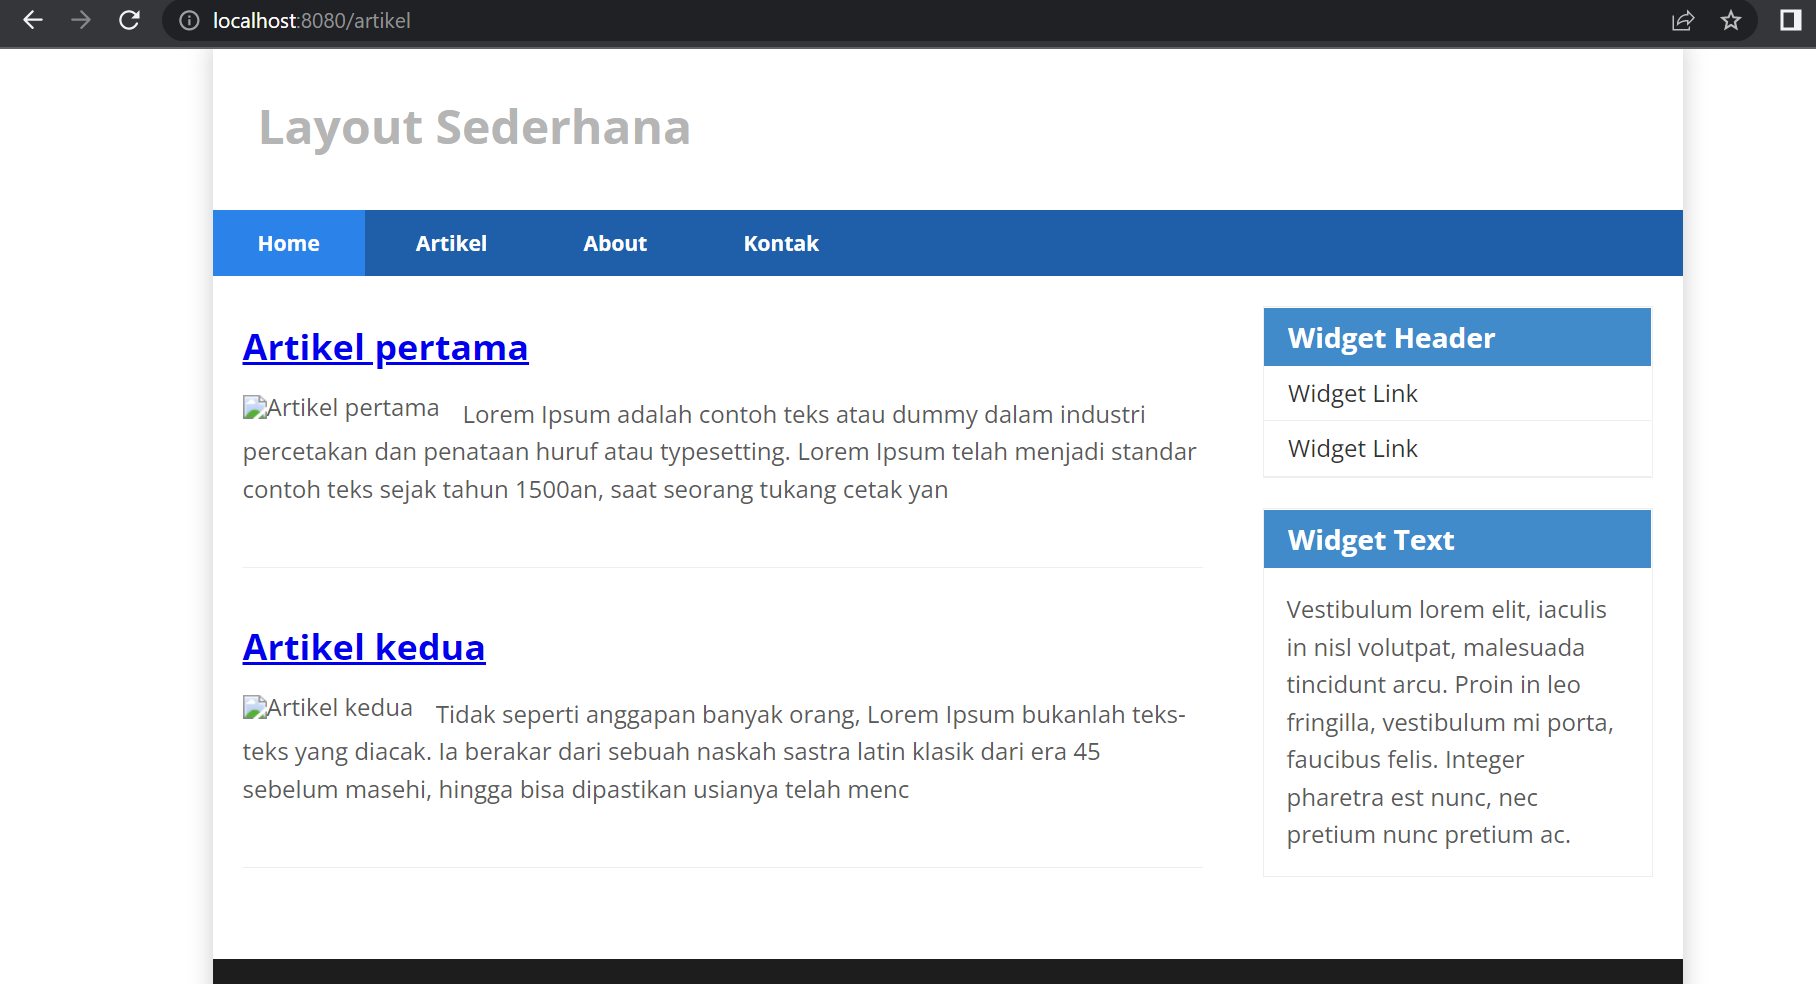 localhost:8080/artikel
Layout Sederhana
Home Artikel About Kontak
Artikel pertama
Artikel pertama Lorem Ipsum adalah contoh teks atau dummy dalam industri
percetakan dan penataan huruf atau typesetting. Lorem Ipsum telah menjadi standar
contoh teks sejak tahun 1500an, saat seorang tukang cetak yan
Artikel kedua
Artikel kedua Tidak seperti anggapan banyak orang, Lorem Ipsum bukanlah teks-
teks yang diacak. Ia berakar dari sebuah naskah sastra latin klasik dari era 45
sebelum masehi, hingga bisa dipastikan usianya telah menc
Widget Header
Widget Link
Widget Link
Widget Text
Vestibulum lorem elit, iaculis
in nisl volutpat, malesuada
tincidunt arcu. Proin in leo
fringilla, vestibulum mi porta,
faucibus felis. Integer
pharetra est nunc, nec
pretium nunc pretium ac.